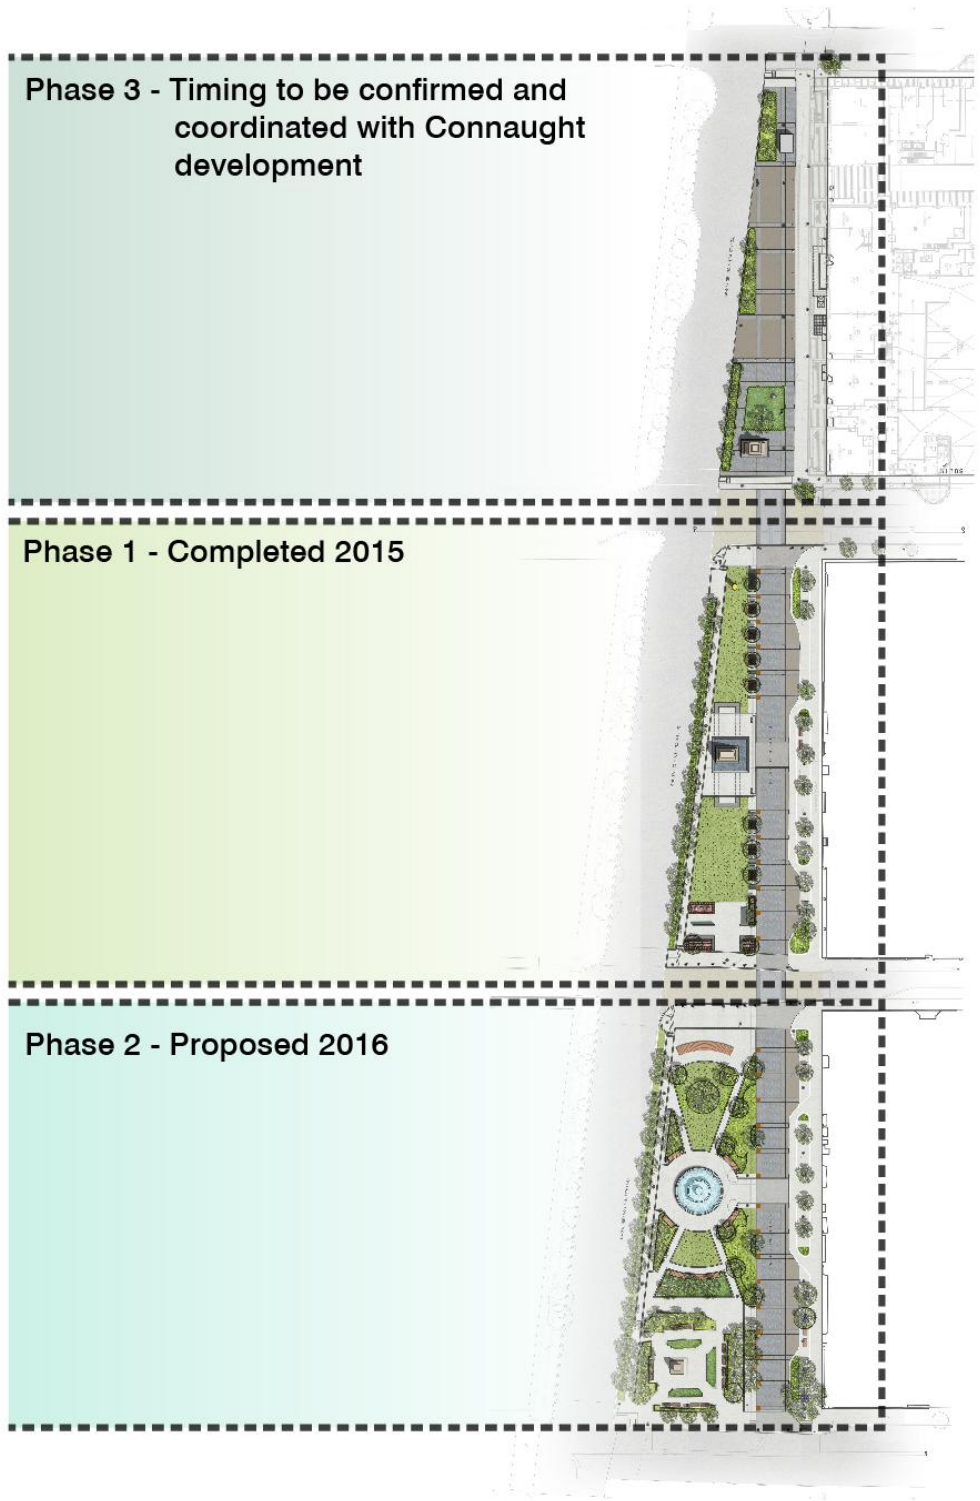 Phase 3 - Timing to be confirmed and
coordinated with Connaught
development
Phase 1 - Completed 2015
Phase 2 - Proposed 2016